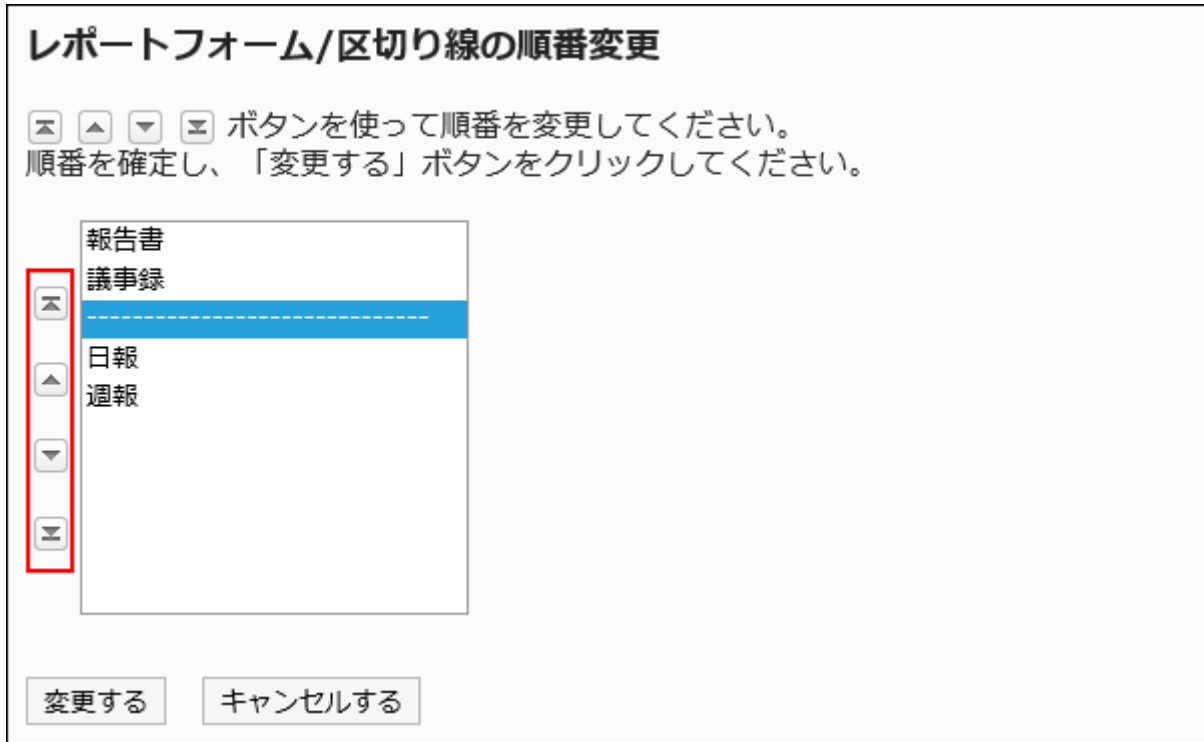 レポートフォーム/区切り線の順番変更
ボタンを使って順番を変更してください。
順番を確定し、「変更する」ボタンをクリックしてください。
報告書
議事録
------------------------------
日報
週報
変更する
キャンセルする